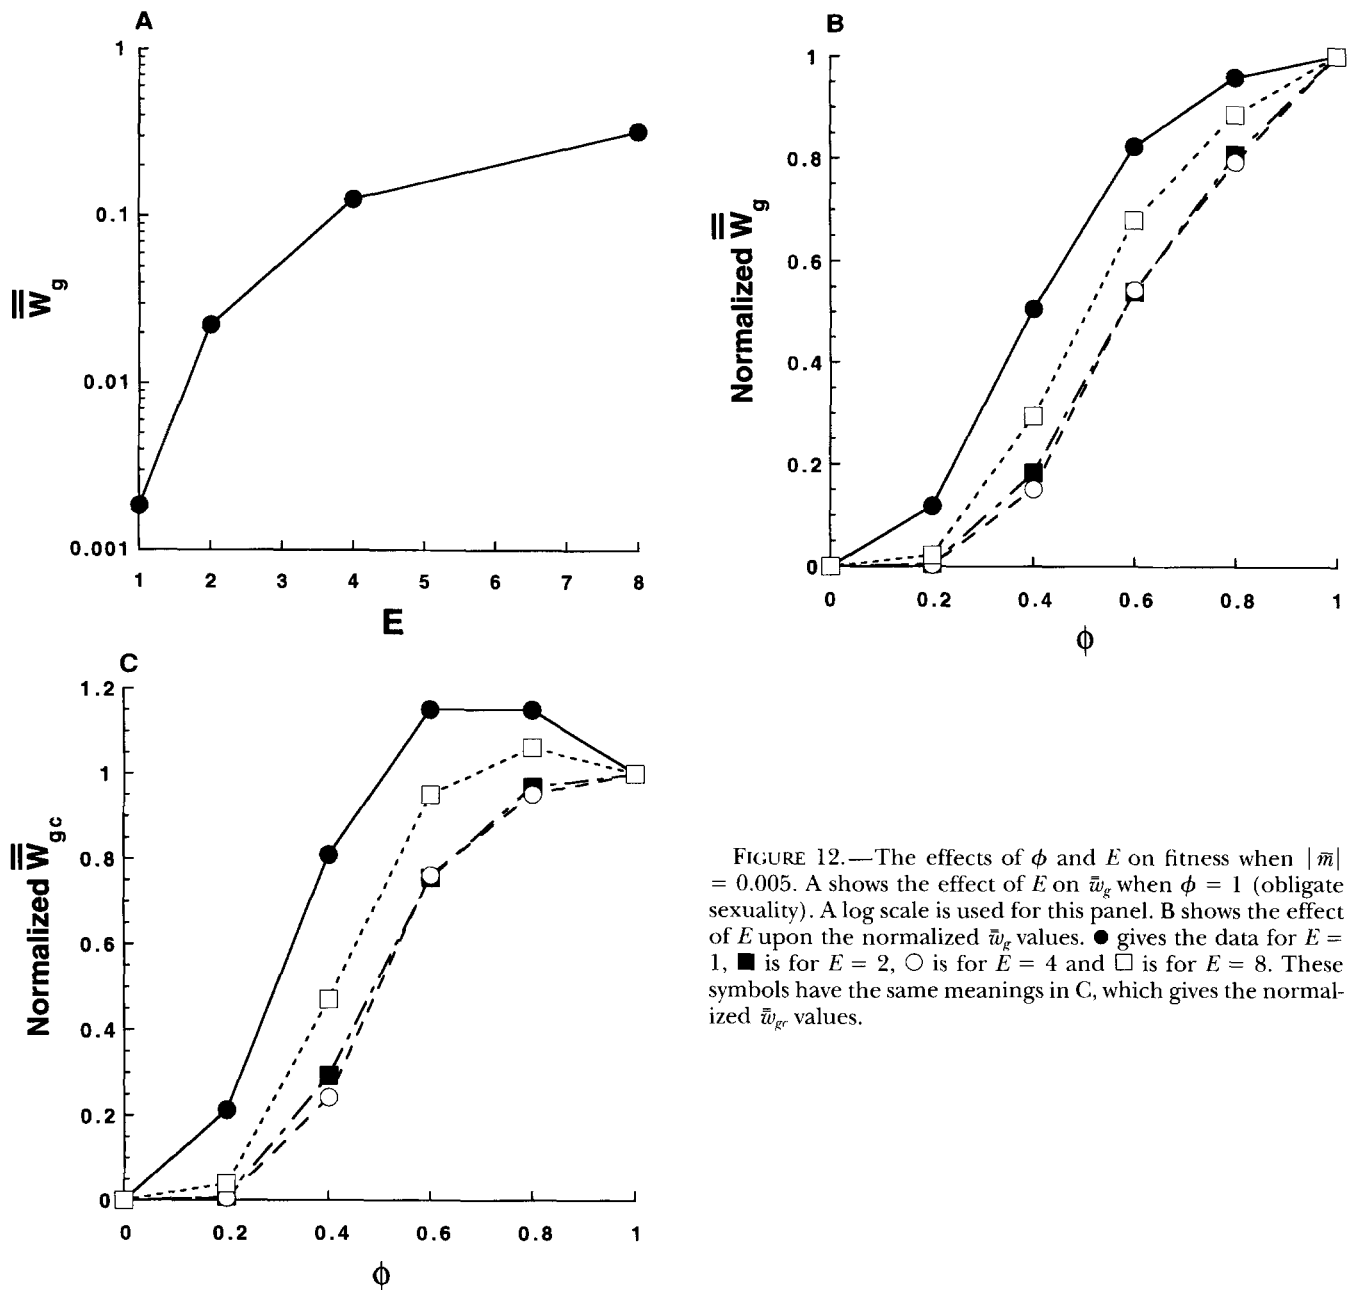 A
1
0.1
0.01
0.001
W̿g
1 2 3 4 5 6 7 8
E
B
1
0.8
0.6
0.4
0.2
0
Normalized W̿g
0 0.2 0.4 0.6 0.8 1
ϕ
C
1.2
1
0.8
0.6
0.4
0.2
0
Normalized W̿gc
0 0.2 0.4 0.6 0.8 1
ϕ
FIGURE 12.—The effects of ϕ and E on fitness when |m̅|
= 0.005. A shows the effect of E on w̿g when ϕ = 1 (obligate
sexuality). A log scale is used for this panel. B shows the effect
of E upon the normalized w̿g values. ● gives the data for E =
1, ■ is for E = 2, ○ is for E = 4 and □ is for E = 8. These
symbols have the same meanings in C, which gives the normal-
ized w̿gc values.